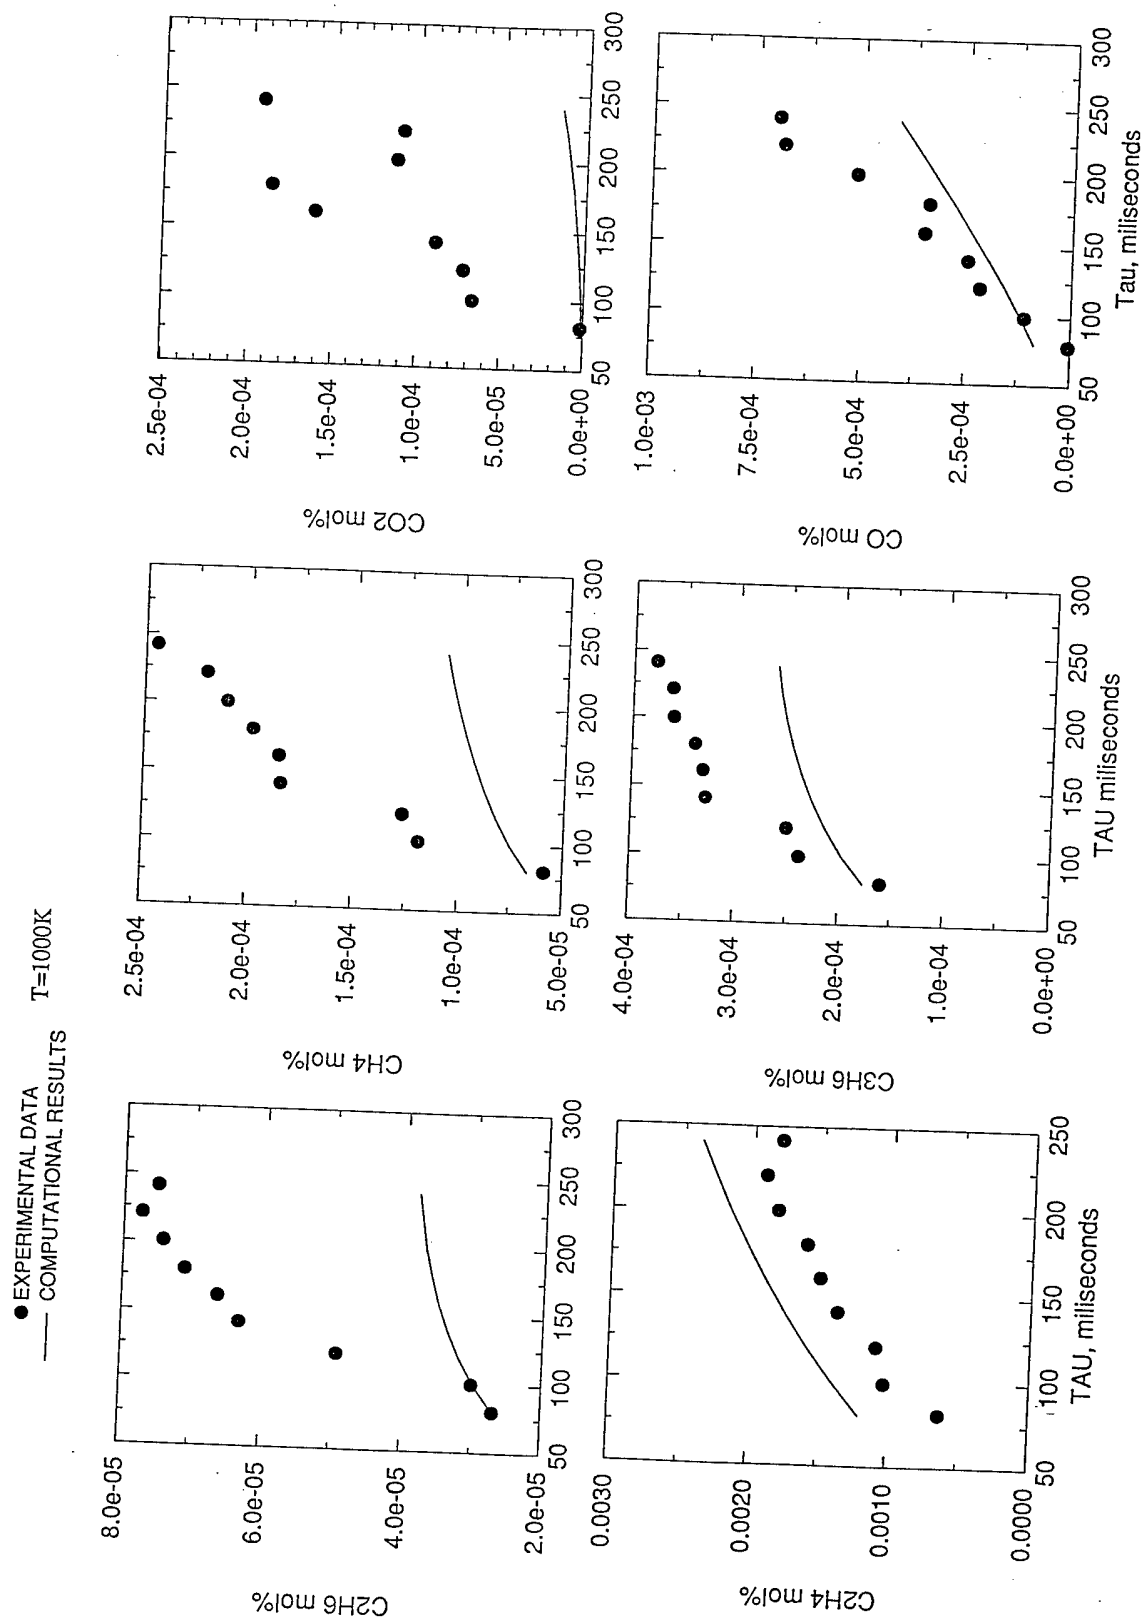 EXPERIMENTAL DATA
COMPUTATIONAL RESULTS
T=1000K
C2H6 mol%
8.0e-05
6.0e-05
4.0e-05
2.0e-05
50
100
150
200
250
300
CH4 mol%
2.5e-04
2.0e-04
1.5e-04
1.0e-04
5.0e-05
50
100
150
200
250
300
CO2 mol%
2.5e-04
2.0e-04
1.5e-04
1.0e-04
5.0e-05
0.0e+00
50
100
150
200
250
300
C2H4 mol%
0.0030
0.0020
0.0010
0.0000
50
100
150
200
250
TAU, miliseconds
C3H6 mol%
4.0e-04
3.0e-04
2.0e-04
1.0e-04
0.0e+00
50
100
150
200
250
300
TAU miliseconds
CO mol%
1.0e-03
7.5e-04
5.0e-04
2.5e-04
0.0e+00
50
100
150
200
250
300
Tau, miliseconds